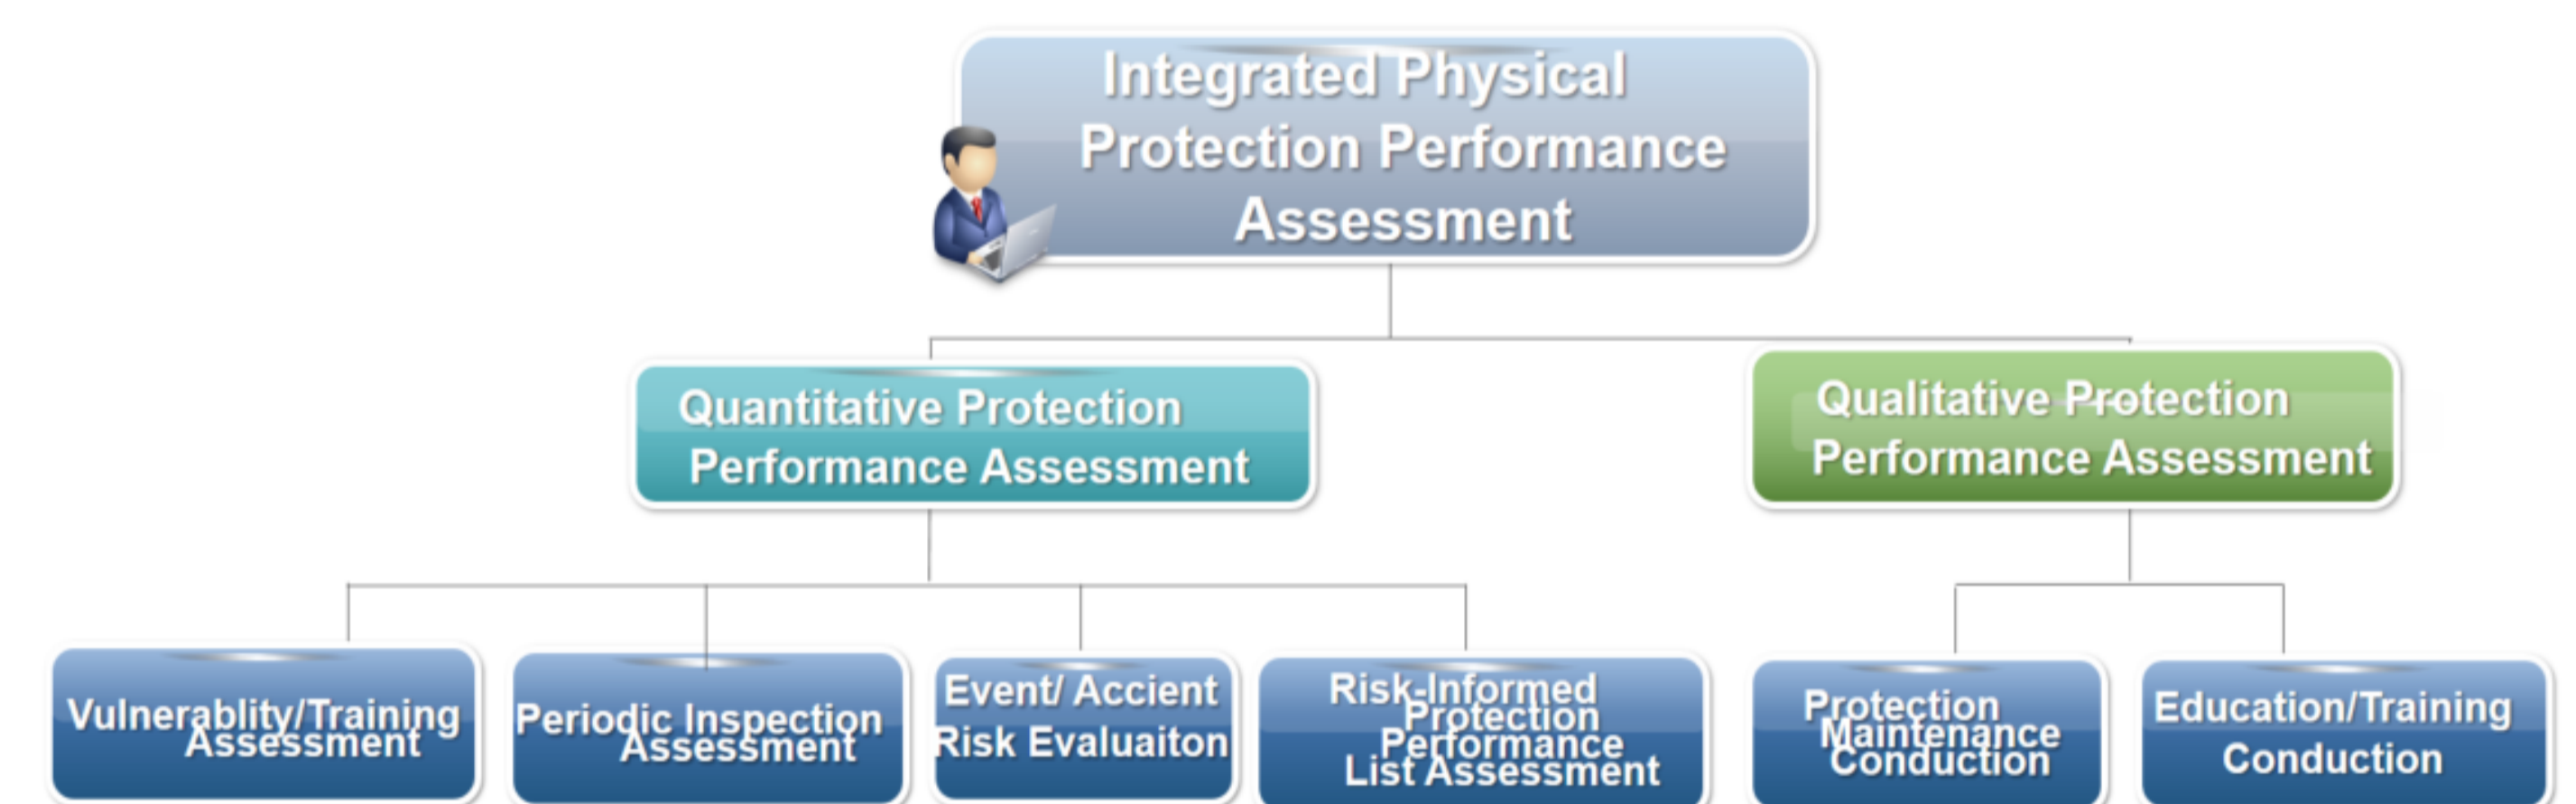 Integrated Physical
Protection Performance
Assessment
Quantitative Protection
Performance Assessment
Qualitative Protection
Performance Assessment
Vulnerablity/Training
Assessment
Periodic Inspection
Assessment
Event/ Accient
Risk Evaluaiton
Risk-Informed
Protection
Performance
List Assessment
Protection
Maintenance
Conduction
Education/Training
Conduction